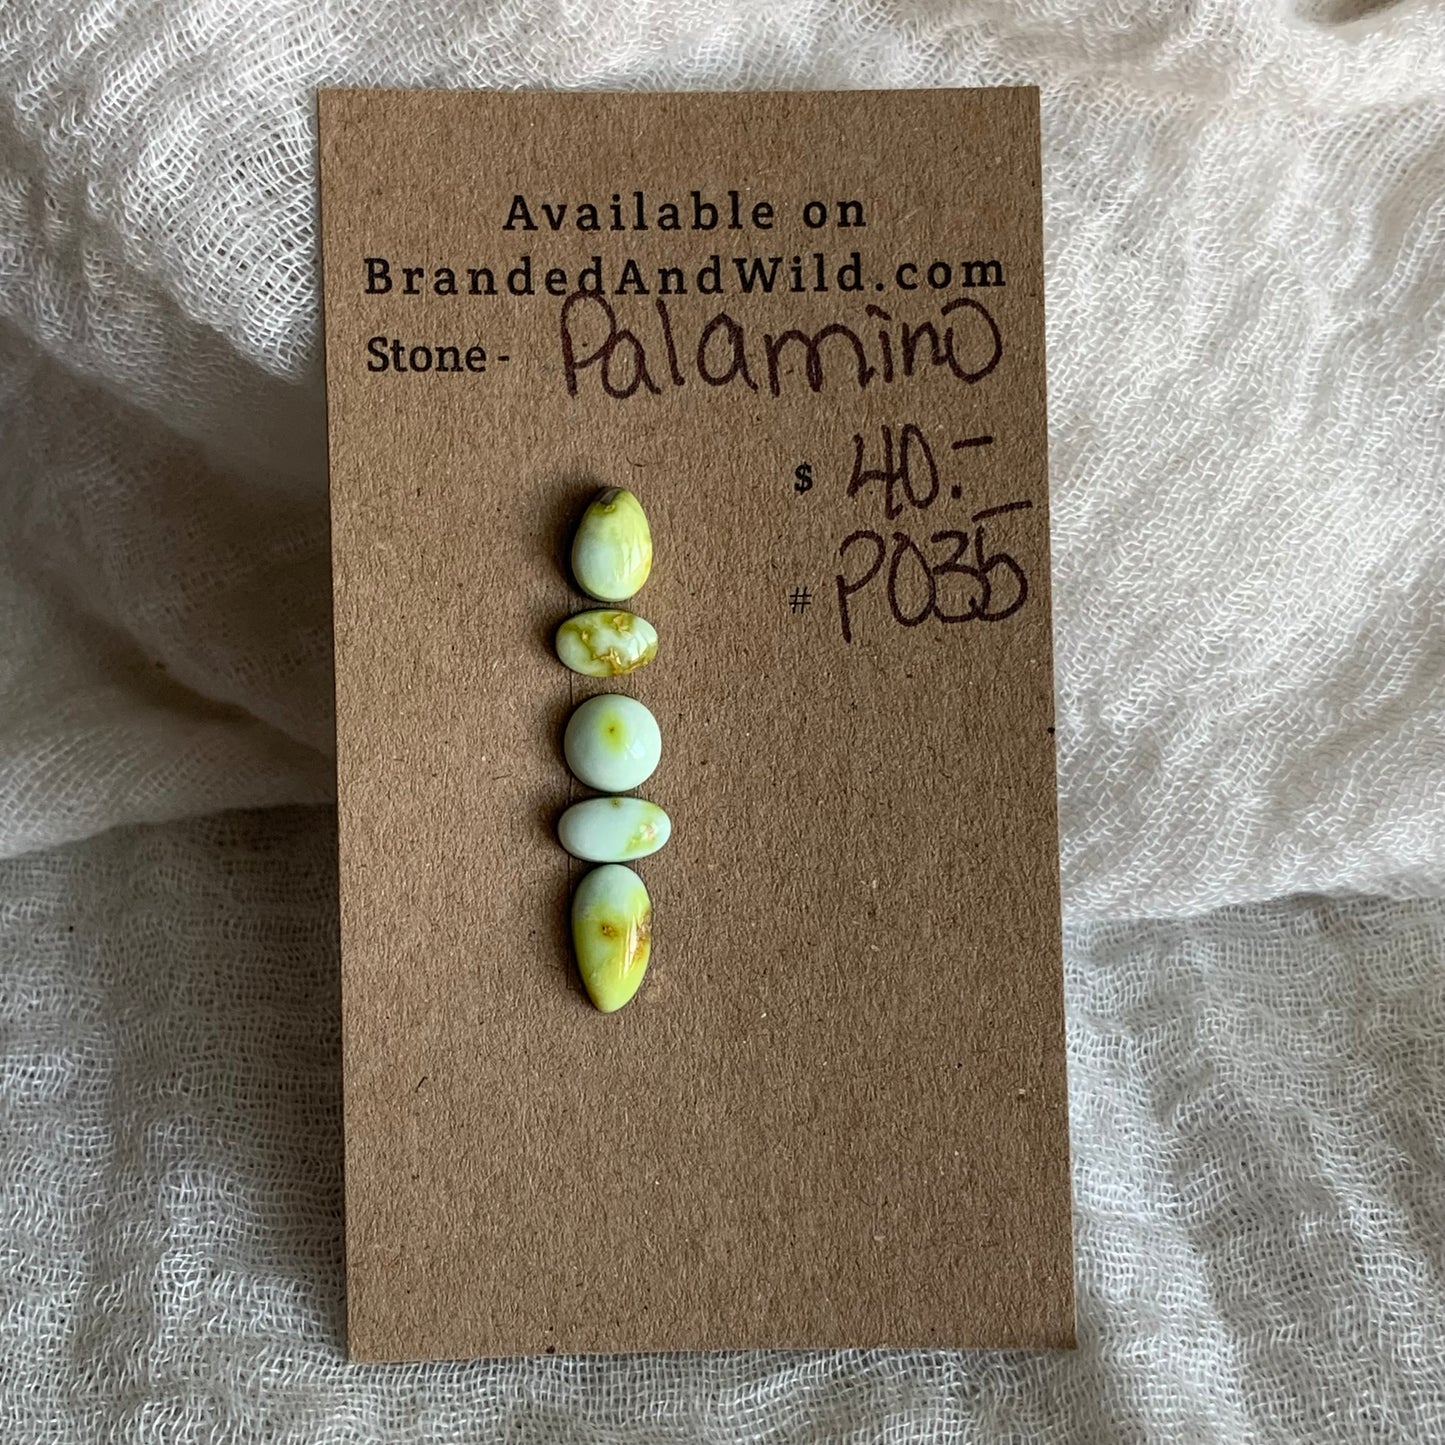 Available on
BrandedAndWild.com
Stone - Palamino
$ 40.-
# P035